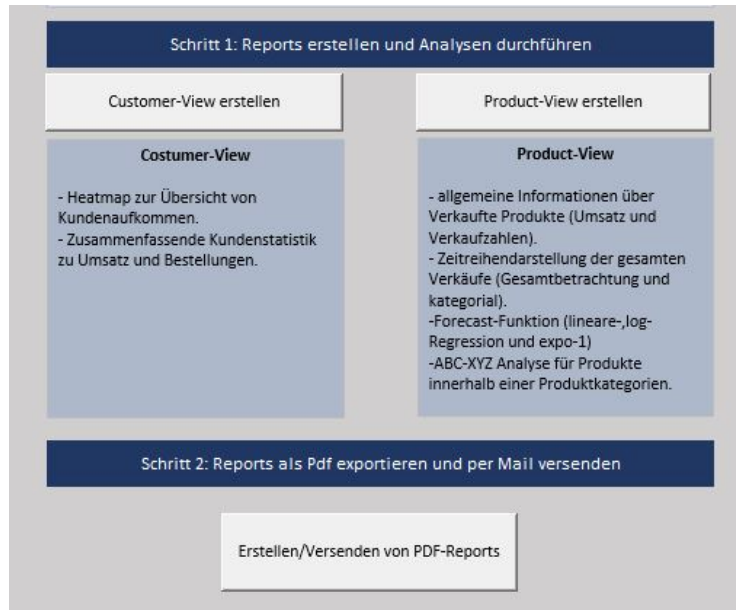 Schritt 1: Reports erstellen und Analysen durchführen
Customer-View erstellen
Product-View erstellen
Costumer-View
- Heatmap zur Übersicht von
Kundenaufkommen.
- Zusammenfassende Kundenstatistik
zu Umsatz und Bestellungen.
Product-View
- allgemeine Informationen über
Verkaufte Produkte (Umsatz und
Verkaufzahlen).
- Zeitreihendarstellung der gesamten
Verkäufe (Gesamtbetrachtung und
kategorial).
-Forecast-Funktion (lineare-,log-
Regression und expo-1)
-ABC-XYZ Analyse für Produkte
innerhalb einer Produktkategorien.
Schritt 2: Reports als Pdf exportieren und per Mail versenden
Erstellen/Versenden von PDF-Reports